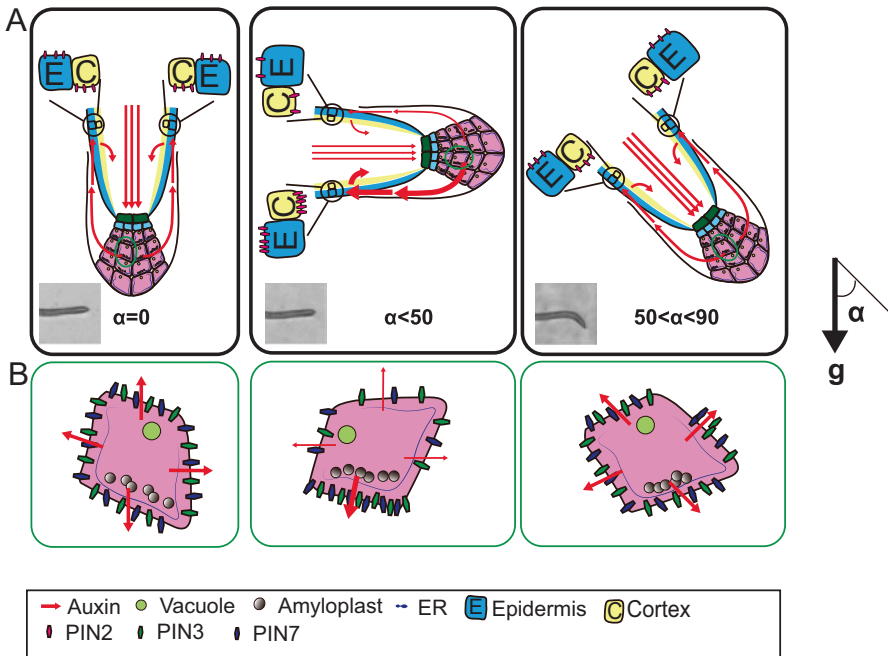 A
E C
C E
E
C
C
E
C
E
E
C
α=0
α<50
50<α<90
α
g
B
Auxin Vacuole Amyloplast ER E Epidermis C Cortex
PIN2 PIN3 PIN7